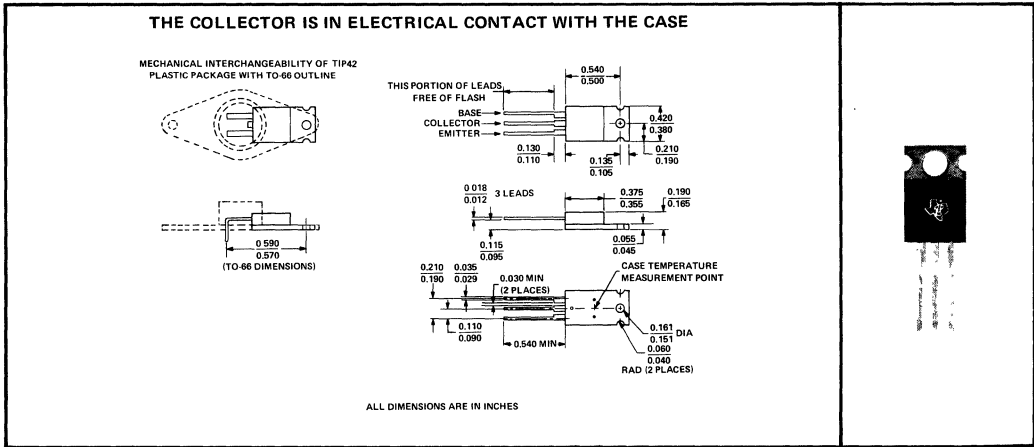 THE COLLECTOR IS IN ELECTRICAL CONTACT WITH THE CASE
MECHANICAL INTERCHANGEABILITY OF TIP42
PLASTIC PACKAGE WITH TO-66 OUTLINE
0.540
0.500
THIS PORTION OF LEADS
FREE OF FLASH
BASE
COLLECTOR
EMITTER
0.420
0.380
0.130
0.110
0.135
0.105
0.210
0.190
0.018
0.012
3 LEADS
0.375
0.355
0.190
0.165
0.115
0.095
0.055
0.045
0.590
0.570
(TO-66 DIMENSIONS)
0.210
0.190
0.035
0.029
0.030 MIN
(2 PLACES)
CASE TEMPERATURE
MEASUREMENT POINT
0.110
0.090
0.540 MIN
0.161
0.151
DIA
0.060
0.040
RAD (2 PLACES)
ALL DIMENSIONS ARE IN INCHES